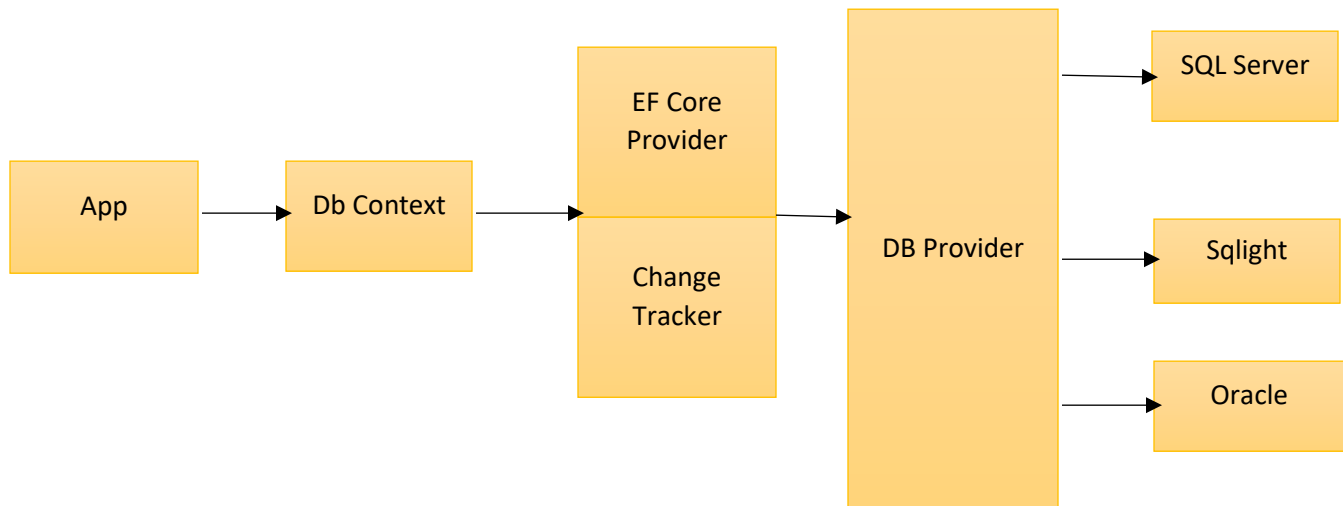 App
Db Context
EF Core
Provider
Change
Tracker
DB Provider
SQL Server
Sqlight
Oracle